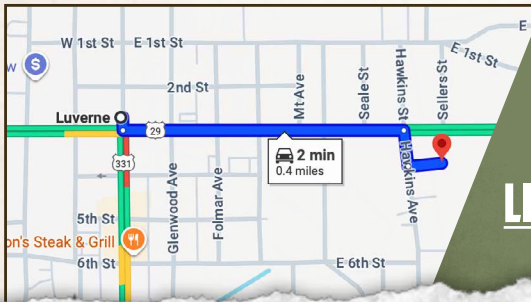 W 1st St
E 1st St
E
E 1st St
W
$
2nd St
Mt Ave
Seale St
Hawkins St
Sellers St
Luverne
29
2 min
0.4 miles
331
Hawkins Ave
Glenwood Ave
Folmar Ave
5th St
on's Steak & Grill
6th St
E 6th St